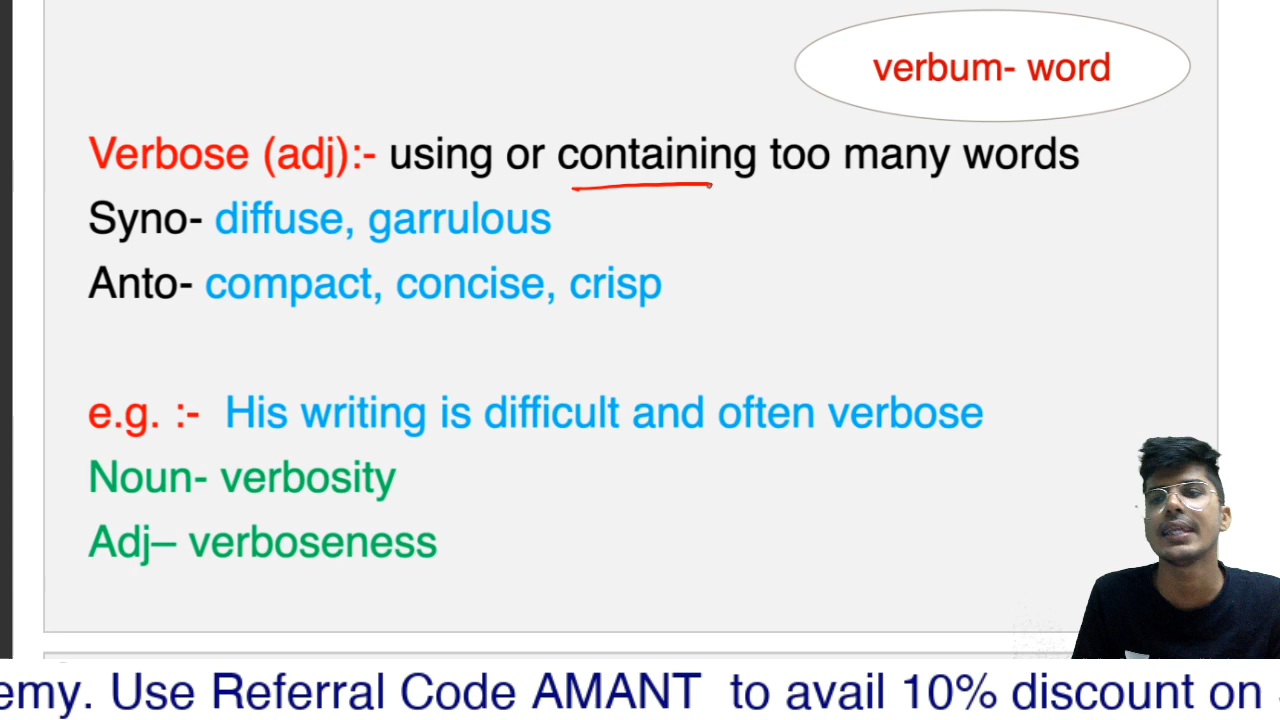 verbum- word
Verbose (adj):- using or containing too many words
Syno- diffuse, garrulous
Anto- compact, concise, crisp
e.g. :- His writing is difficult and often verbose
Noun- verbosity
Adj– verboseness
emy. Use Referral Code AMANT to avail 10% discount on